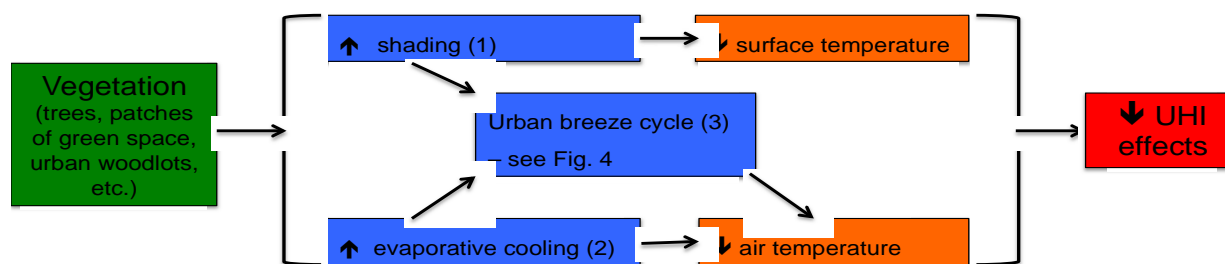 Vegetation
(trees, patches
of green space,
urban woodlots,
etc.)
↑ shading (1)
↓ surface temperature
Urban breeze cycle (3)
– see Fig. 4
↑ evaporative cooling (2)
↓ air temperature
↓ UHI
effects